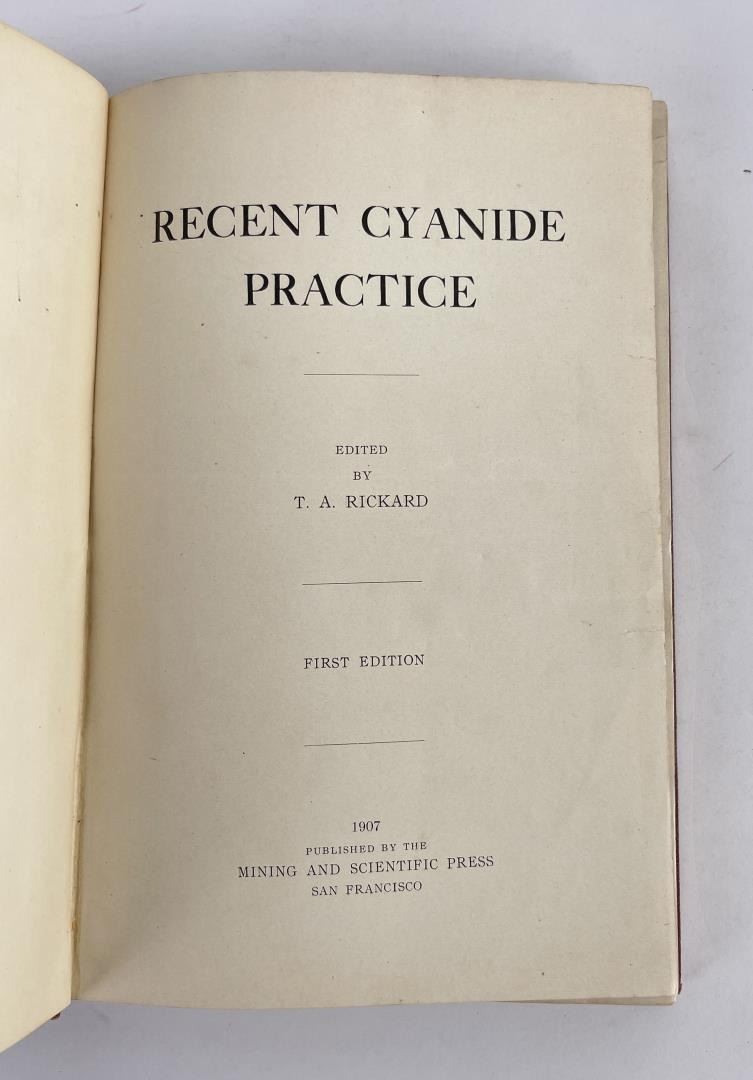 RECENT CYANIDE
PRACTICE
EDITED
BY
T. A. RICKARD
FIRST EDITION
1907
PUBLISHED BY THE
MINING AND SCIENTIFIC PRESS
SAN FRANCISCO